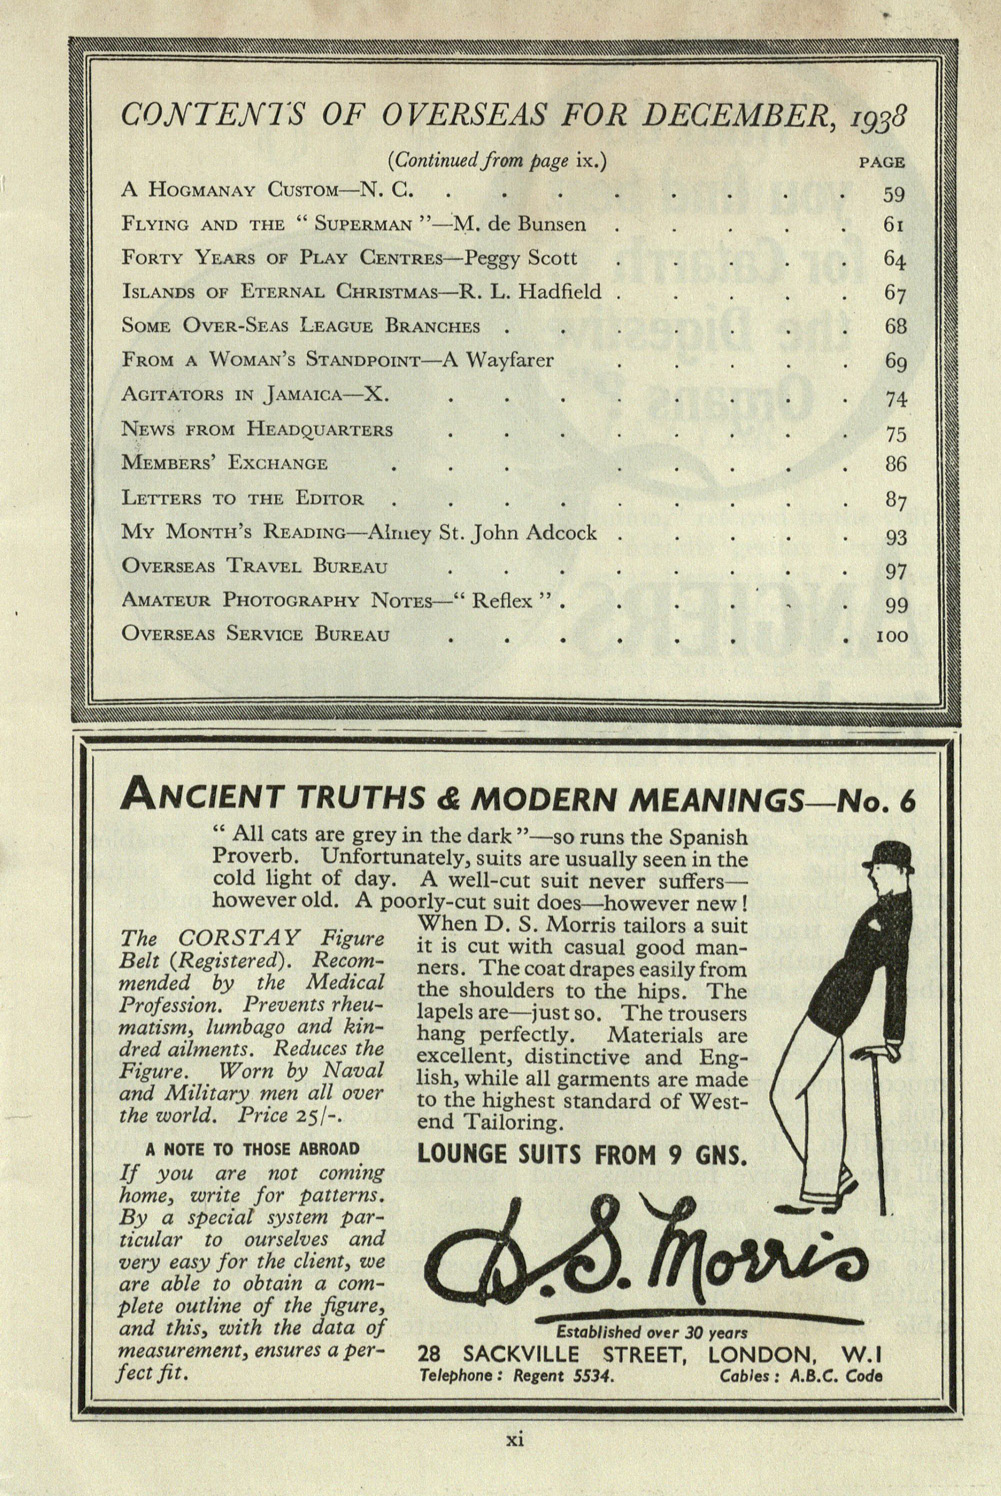 CONTENTS OF OVERSEAS FOR DECEMBER, 1938
(Continued from page ix.) PAGE
A HOGMANAY CUSTOM—N. C. . . . . . . . . 59
FLYING AND THE “ SUPERMAN ”—M. de Bunsen . . . . . 61
FORTY YEARS OF PLAY CENTRES—Peggy Scott . . . . . 64
ISLANDS OF ETERNAL CHRISTMAS—R. L. Hadfield . . . . . 67
SOME OVER-SEAS LEAGUE BRANCHES . . . . . . . 68
FROM A WOMAN'S STANDPOINT—A Wayfarer . . . . . 69
AGITATORS IN JAMAICA—X. . . . . . . . . 74
NEWS FROM HEADQUARTERS . . . . . . . . 75
MEMBERS' EXCHANGE . . . . . . . . 86
LETTERS TO THE EDITOR . . . . . . . . . 87
MY MONTH'S READING—Almey St. John Adcock . . . . . 93
OVERSEAS TRAVEL BUREAU . . . . . . . . 97
AMATEUR PHOTOGRAPHY NOTES—“ Reflex ” . . . . . . 99
OVERSEAS SERVICE BUREAU . . . . . . . . 100
ANCIENT TRUTHS & MODERN MEANINGS—No. 6
“ All cats are grey in the dark ”—so runs the Spanish
Proverb. Unfortunately, suits are usually seen in the
cold light of day. A well-cut suit never suffers—
however old. A poorly-cut suit does—however new!
When D. S. Morris tailors a suit
it is cut with casual good man-
ners. The coat drapes easily from
the shoulders to the hips. The
lapels are—just so. The trousers
hang perfectly. Materials are
excellent, distinctive and Eng-
lish, while all garments are made
to the highest standard of West-
end Tailoring.
LOUNGE SUITS FROM 9 GNS.
The CORSTAY Figure
Belt (Registered). Recom-
mended by the Medical
Profession. Prevents rheu-
matism, lumbago and kin-
dred ailments. Reduces the
Figure. Worn by Naval
and Military men all over
the world. Price 25/-.
A NOTE TO THOSE ABROAD
If you are not coming
home, write for patterns.
By a special system par-
ticular to ourselves and
very easy for the client, we
are able to obtain a com-
plete outline of the figure,
and this, with the data of
measurement, ensures a per-
fect fit.
D. S. Morris
Established over 30 years
28 SACKVILLE STREET, LONDON, W.1
Telephone : Regent 5534. Cables : A.B.C. Code
xi